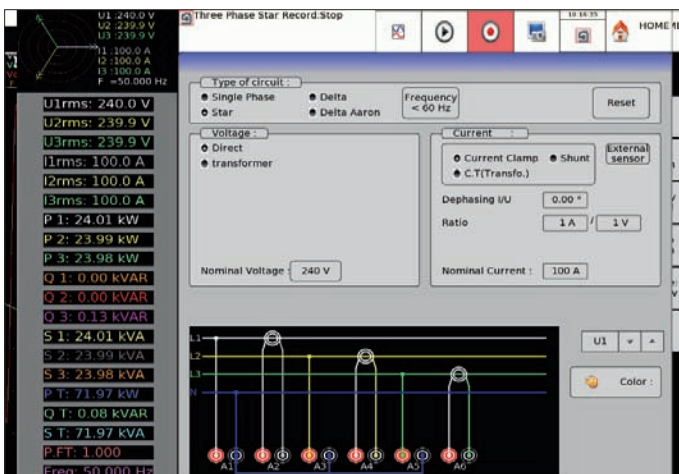 U1 :240.0 V
U2 :239.9 V
U3 :239.9 V
I1 :100.0 A
I2 :100.0 A
I3 :100.0 A
F =50.000 Hz
Three Phase Star Record:Stop
10 16:35
HOME
U1rms: 240.0 V
U2rms: 239.9 V
U3rms: 239.9 V
I1rms: 100.0 A
I2rms: 100.0 A
I3rms: 100.0 A
P 1: 24.01 kW
P 2: 23.99 kW
P 3: 23.98 kW
Q 1: 0.00 kVAR
Q 2: 0.00 kVAR
Q 3: 0.13 kVAR
S 1: 24.01 kVA
S 2: 23.99 kVA
S 3: 23.98 kVA
P T: 71.97 kW
Q T: 0.08 kVAR
S T: 71.97 kVA
P.FT: 1.000
Freq: 50.000 Hz
Type of circuit :
Single Phase
Delta
Star
Delta Aaron
Frequency
< 60 Hz
Reset
Voltage :
Direct
transformer
Nominal Voltage : 240 V
Current :
Current Clamp
Shunt
C.T(Transfo.)
External
sensor
Dephasing I/U 0.00 °
Ratio 1 A / 1 V
Nominal Current : 100 A
L1
L2
L3
N
A1 A2 A3 A4 A5 A6
U1
Color :